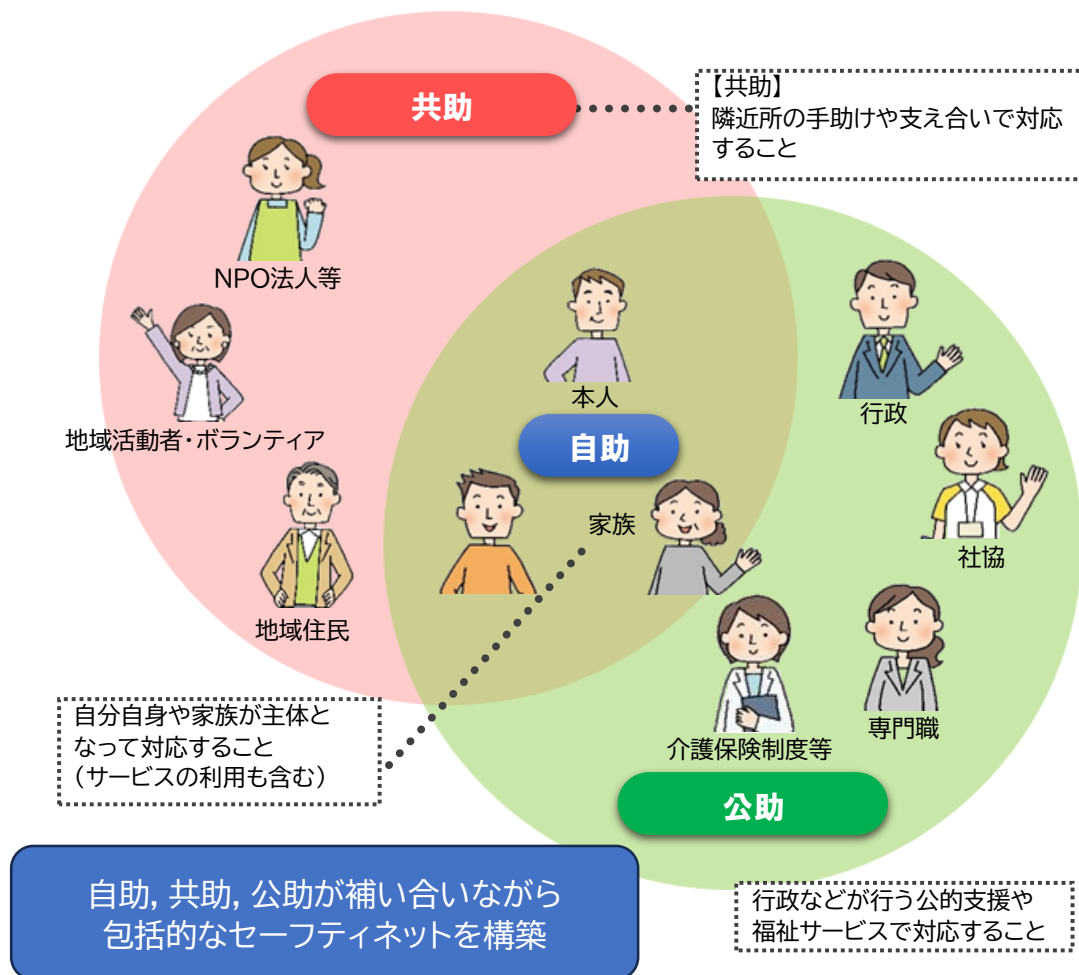 共助
【共助】
隣近所の手助けや支え合いで対応
すること
NPO法人等
本人
行政
地域活動者・ボランティア
自助
家族
社協
地域住民
専門職
介護保険制度等
自分自身や家族が主体と
なって対応すること
（サービスの利用も含む）
公助
自助, 共助, 公助が補い合いながら
包括的なセーフティネットを構築
行政などが行う公的支援や
福祉サービスで対応すること